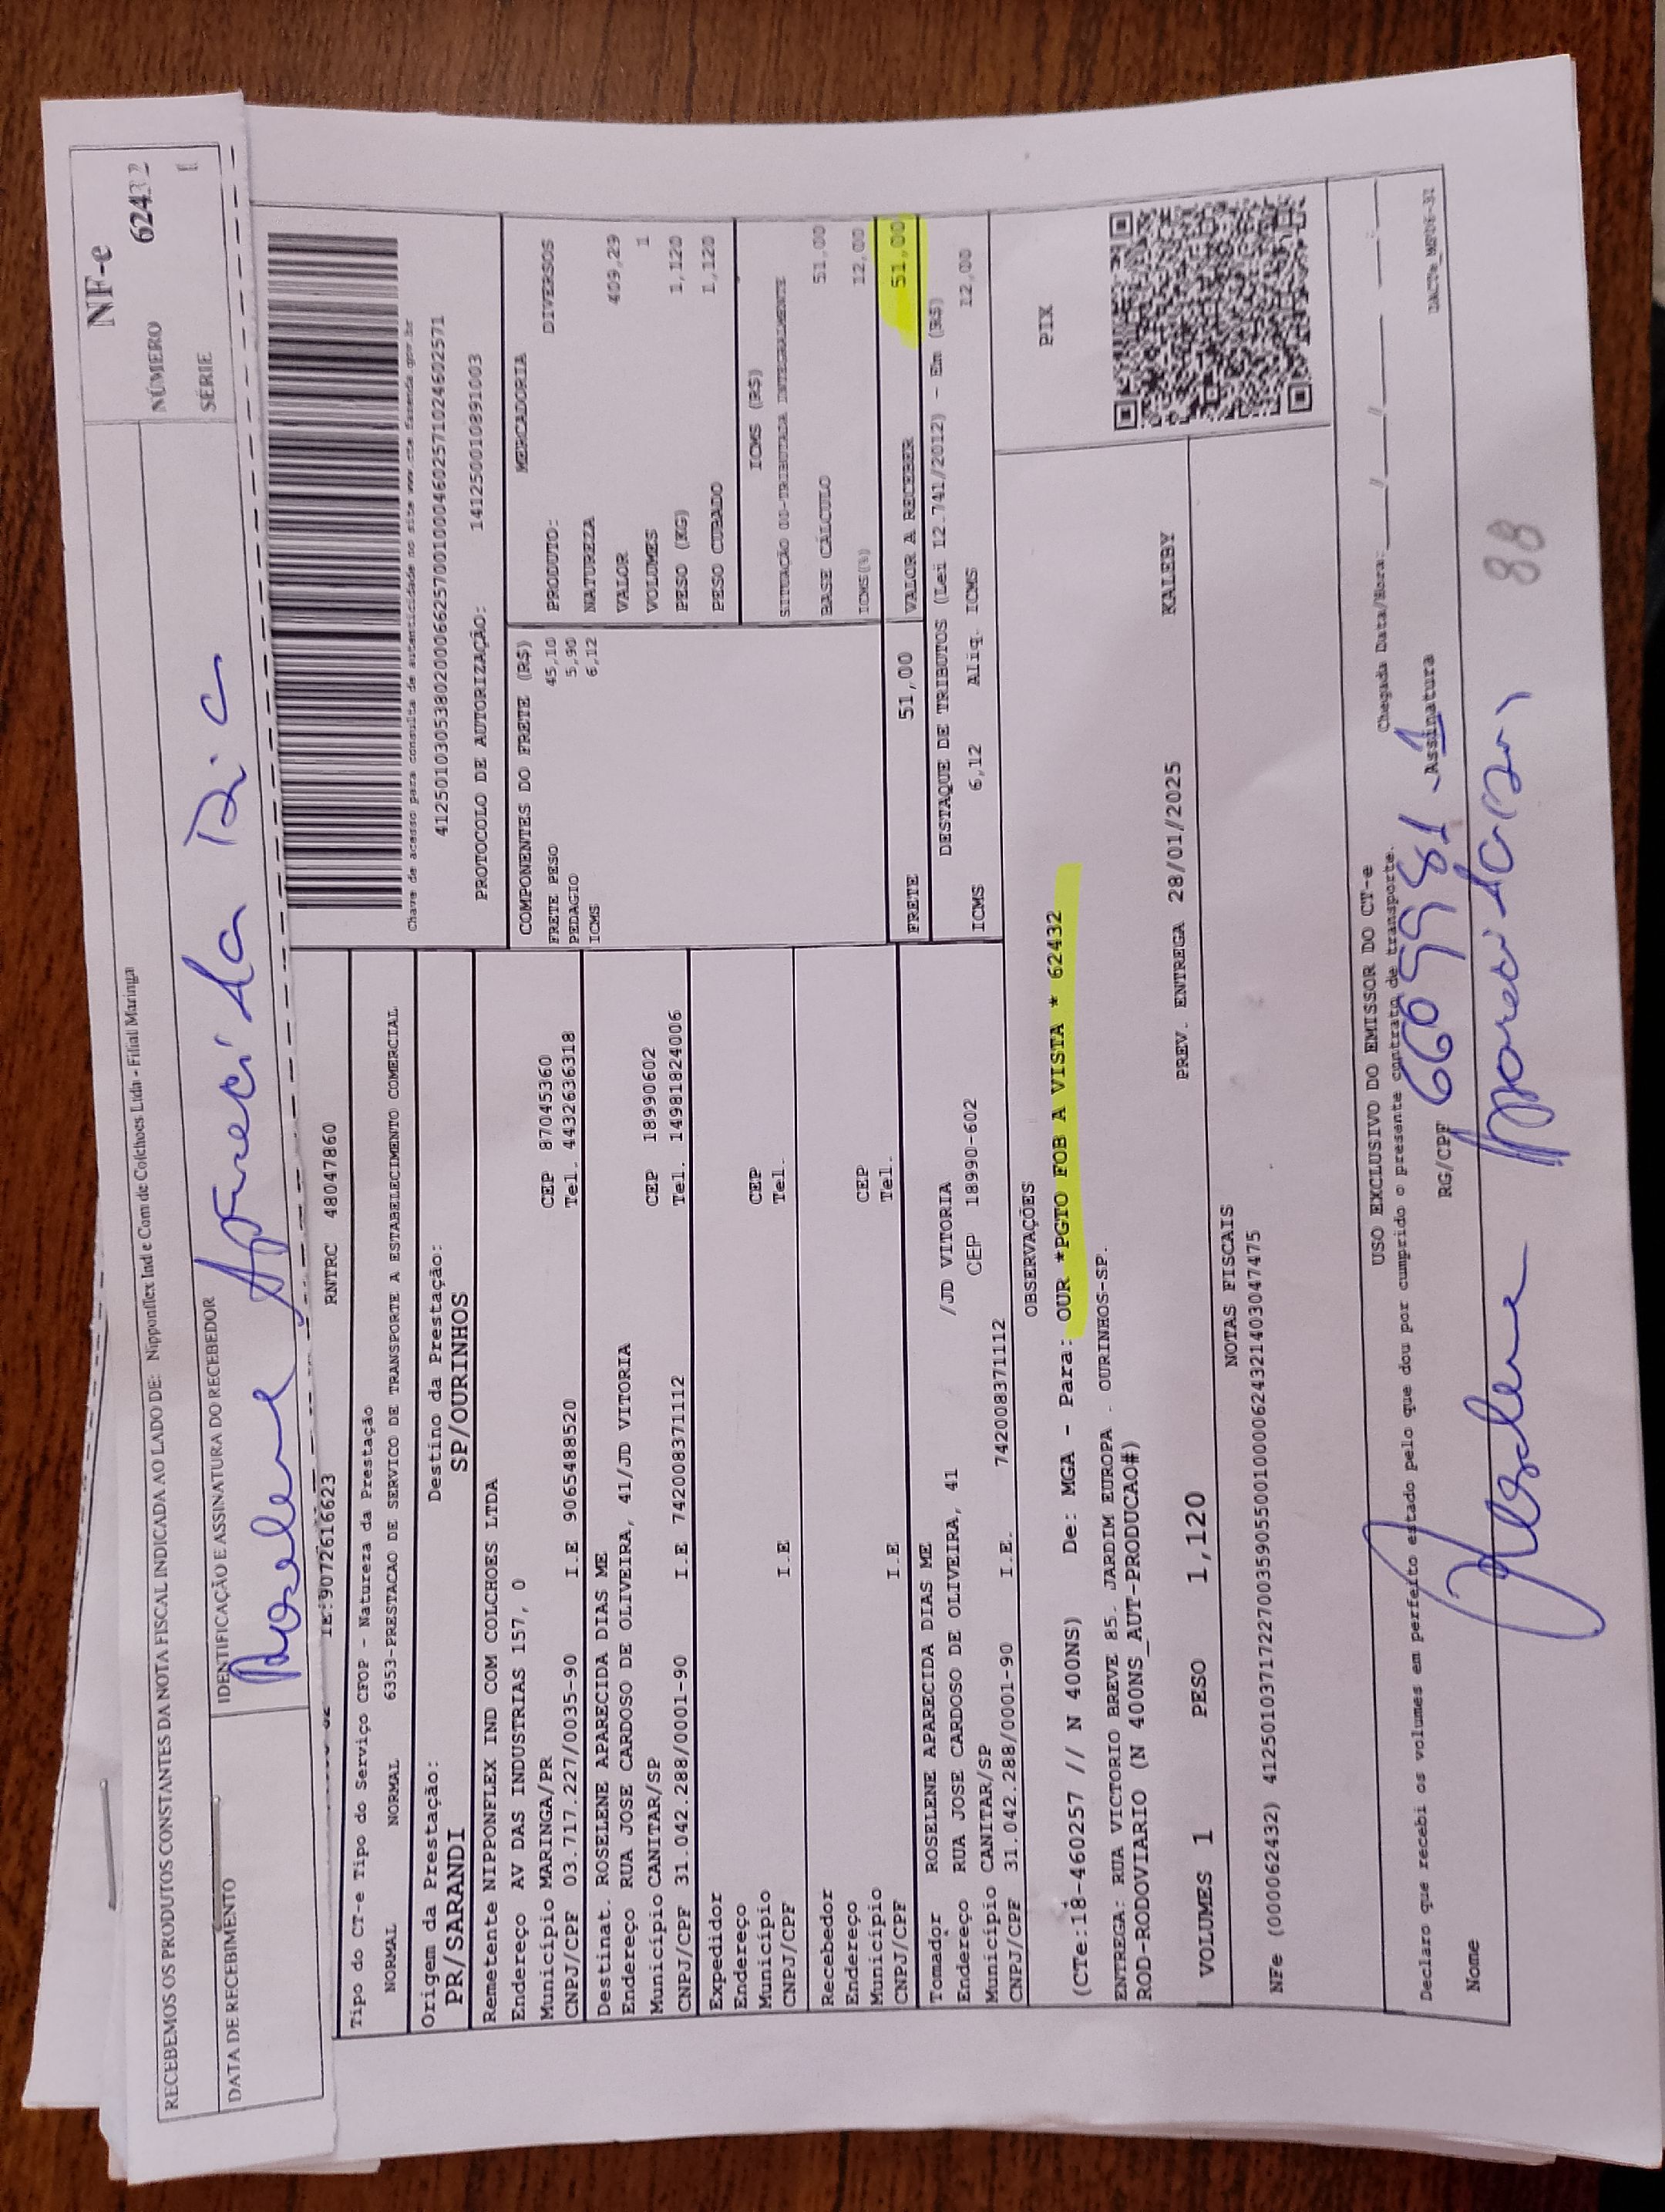 RECEBEMOS OS PRODUTOS CONSTANTES DA NOTA FISCAL INDICADA AO LADO DE: Nipponflex Ind e Com de Colchoes Ltda - Filial Maringa
NF-e
NÚMERO 62432
SÉRIE 1
DATA DE RECEBIMENTO
IDENTIFICAÇÃO E ASSINATURA DO RECEBEDOR
Roselene Aparecida Dic
IE:9072616623 RNTRC 48047860
Tipo do CT-e Tipo do Serviço CFOP - Natureza da Prestação
NORMAL NORMAL 6353-PRESTACAO DE SERVICO DE TRANSPORTE A ESTABELECIMENTO COMERCIAL
Origem da Prestação: Destino da Prestação:
PR/SARANDI SP/OURINHOS
Chave de acesso para consulta de autenticidade no site www.cte.fazenda.gov.br
41250103053802000662570010004602571024602571
PROTOCOLO DE AUTORIZAÇÃO: 141250010891003
Remetente NIPPONFLEX IND COM COLCHOES LTDA
Endereço AV DAS INDUSTRIAS 157, 0
Município MARINGA/PR CEP 87045360
CNPJ/CPF 03.717.227/0035-90 I.E 9065488520 Tel. 4432636318
Destinat. ROSELENE APARECIDA DIAS ME
Endereço RUA JOSE CARDOSO DE OLIVEIRA, 41/JD VITORIA
Município CANITAR/SP CEP 18990602
CNPJ/CPF 31.042.288/0001-90 I.E 742008371112 Tel. 14981824006
Expedidor
Endereço
Município CEP
CNPJ/CPF I.E Tel.
Recebedor
Endereço
Município CEP
CNPJ/CPF I.E Tel.
Tomador ROSELENE APARECIDA DIAS ME
Endereço RUA JOSE CARDOSO DE OLIVEIRA, 41 /JD VITORIA
Município CANITAR/SP CEP 18990-602
CNPJ/CPF 31.042.288/0001-90 I.E. 742008371112
COMPONENTES DO FRETE (R$)
FRETE PESO 45,10
PEDAGIO 5,90
ICMS 6,12
MERCADORIA
PRODUTO: DIVERSOS
NATUREZA
VALOR 409,29
VOLUMES 1
PESO (KG) 1,120
PESO CUBADO 1,120
ICMS (R$)
SITUAÇÃO 00-TRIBUTADA INTEGRALMENTE
BASE CÁLCULO 51,00
ICMS(%) 12,00
FRETE 51,00 VALOR A RECEBER 51,00
DESTAQUE DE TRIBUTOS (Lei 12.741/2012) - Em (R$)
ICMS 6,12 Aliq. ICMS 12,00
OBSERVAÇÕES
(CTe:18-460257 // N 400NS) De: MGA - Para: OUR *PGTO FOB A VISTA * 62432
ENTREGA: RUA VICTORIO BREVE 85. JARDIM EUROPA . OURINHOS-SP.
ROD-RODOVIARIO (N 400NS_AUT-PRODUCAO#)
PIX
VOLUMES 1 PESO 1,120 PREV. ENTREGA 28/01/2025 KALEBY
NOTAS FISCAIS
NFe (000062432) 41250103717227003590550010000624321403047475
USO EXCLUSIVO DO EMISSOR DO CT-e
Declaro que recebi os volumes em perfeito estado pelo que dou por cumprido o presente contrato de transporte.
Chegada Data/Hora: / /
Nome RG/CPF Assinatura
Roselene Aparecida
88
DACTe_MP06-32